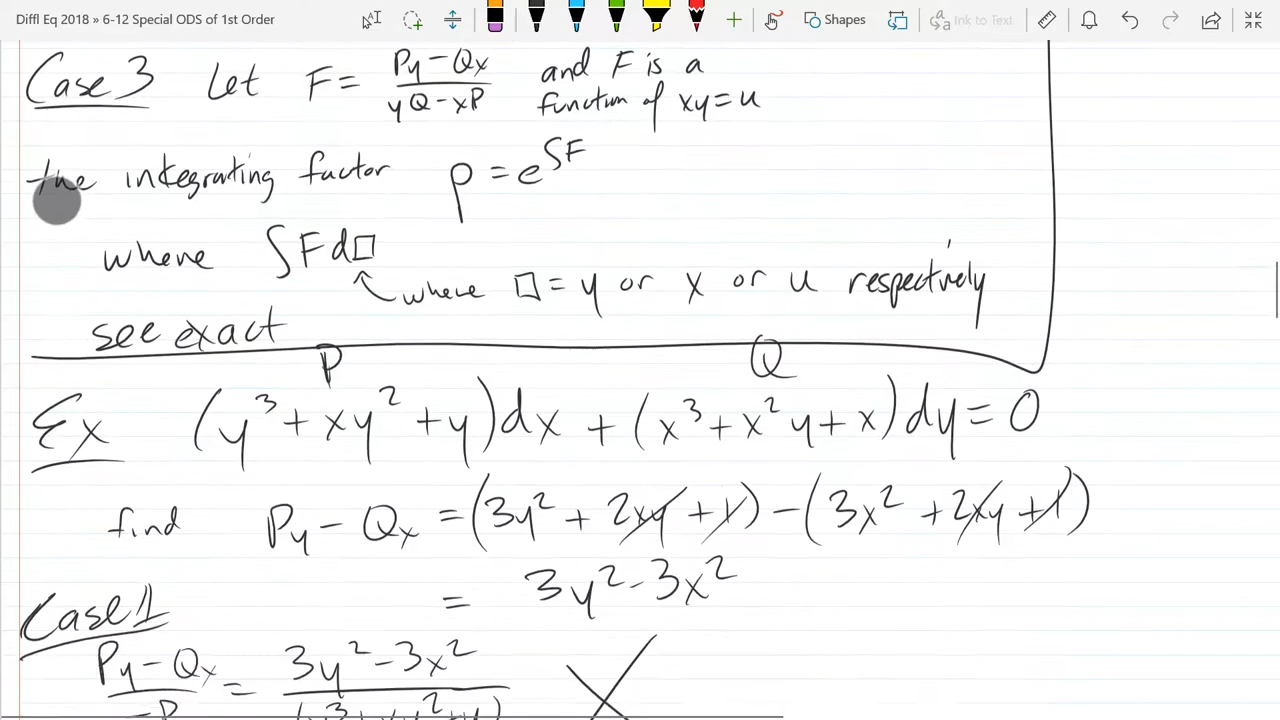 Diffl Eq 2018 » 6-12 Special ODS of 1st Order
Shapes
Ink to Text
Case 3 Let F = (Py - Qx)/(yQ - xP) and F is a
function of xy = u
the integrating factor ρ = e^∫F
where ∫F d□
where □ = y or x or u respectively
see exact
P Q
Ex (y³ + xy² + y)dx + (x³ + x²y + x)dy = 0
find Py - Qx = (3y² + 2xy + 1) - (3x² + 2xy + 1)
= 3y² - 3x²
Case 1
(Py - Qx)/(-P) = (3y² - 3x²)/